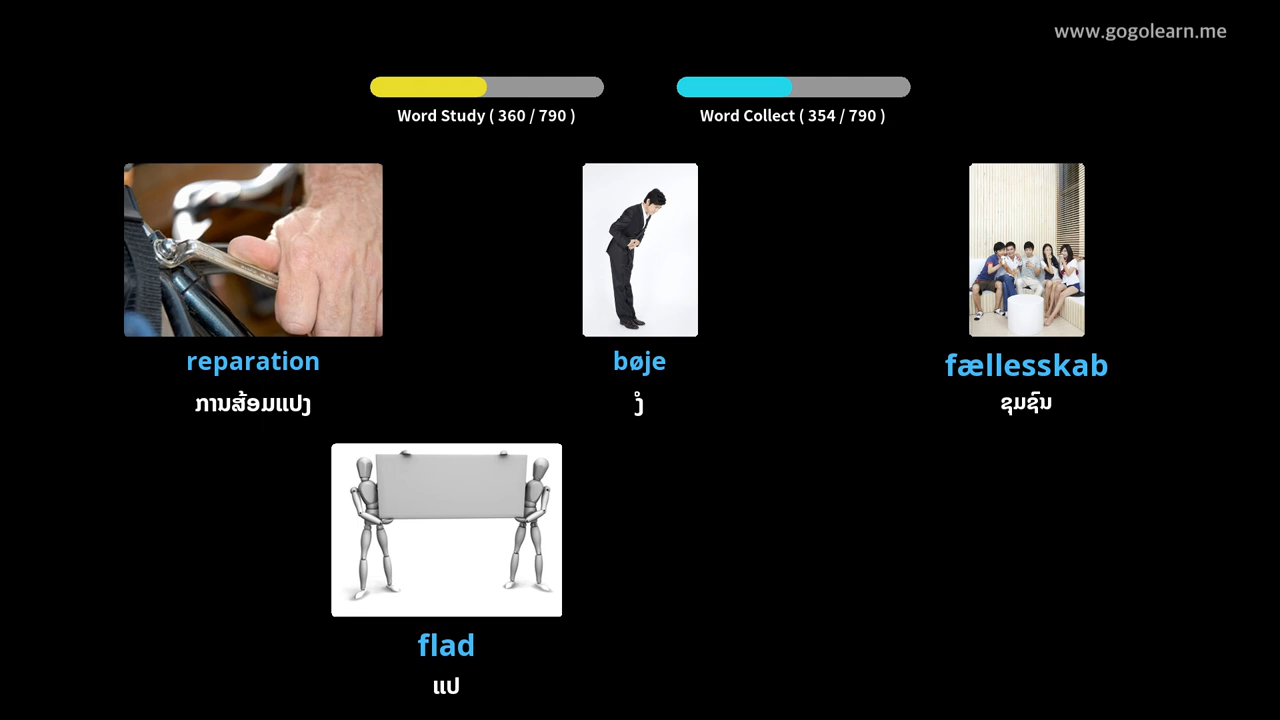 www.gogolearn.me
Word Study ( 360 / 790 )
Word Collect ( 354 / 790 )
reparation
bøje
fællesskab
ການສ້ອມແປງ
ງໍ
ຊຸມຊົນ
flad
ແປ